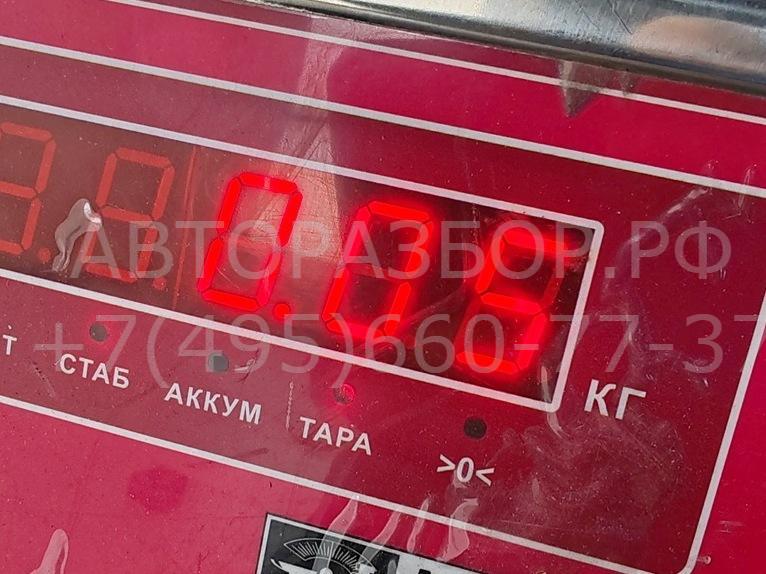 0.08
КГ
Т СТАБ АККУМ ТАРА >0<
АВТОРАЗБОР.РФ
+7(495)660-77-37